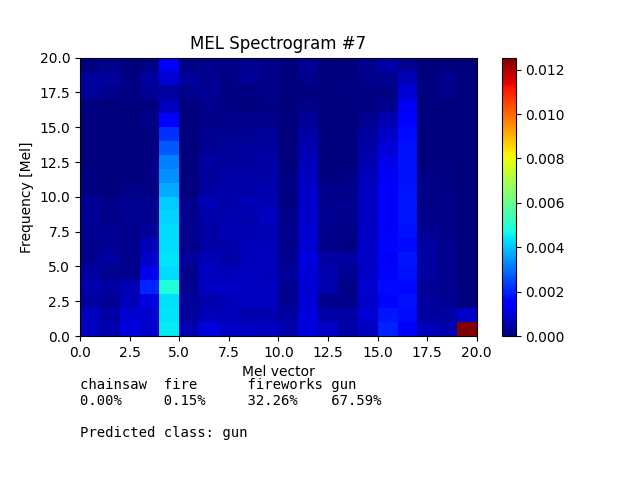 MEL Spectrogram #7
20.0
17.5
15.0
12.5
10.0
7.5
5.0
2.5
0.0
Frequency [Mel]
0.0 2.5 5.0 7.5 10.0 12.5 15.0 17.5 20.0
Mel vector
0.012
0.010
0.008
0.006
0.004
0.002
0.000
chainsaw fire fireworks gun
0.00% 0.15% 32.26% 67.59%
Predicted class: gun